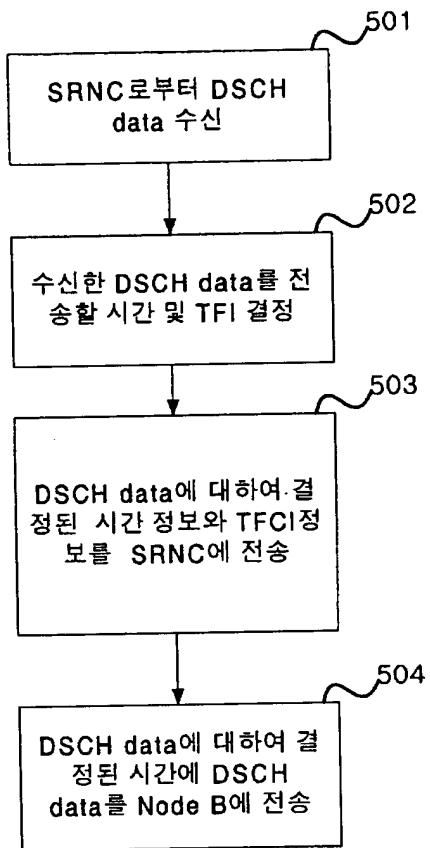 501
SRNC로부터 DSCH
data 수신
502
수신한 DSCH data를 전
송할 시간 및 TFI 결정
503
DSCH data에 대하여 결
정된 시간 정보와 TFCI정
보를 SRNC에 전송
504
DSCH data에 대하여 결
정된 시간에 DSCH
data를 Node B에 전송